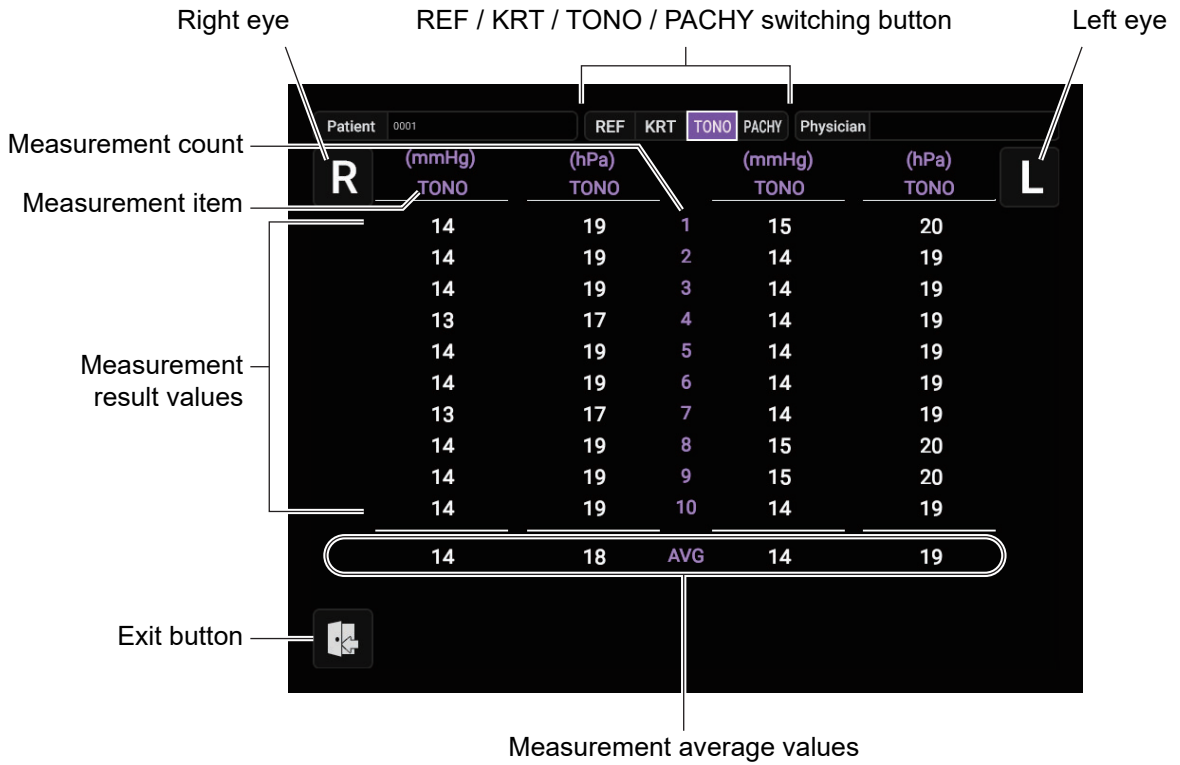 Right eye
REF / KRT / TONO / PACHY switching button
Left eye
Patient 0001 REF KRT TONO PACHY Physician
Measurement count
R (mmHg) (hPa) (mmHg) (hPa) L
TONO TONO TONO TONO
Measurement item
14 19 1 15 20
14 19 2 14 19
14 19 3 14 19
13 17 4 14 19
14 19 5 14 19
14 19 6 14 19
13 17 7 14 19
14 19 8 15 20
14 19 9 15 20
14 19 10 14 19
Measurement
result values
14 18 AVG 14 19
Exit button
Measurement average values